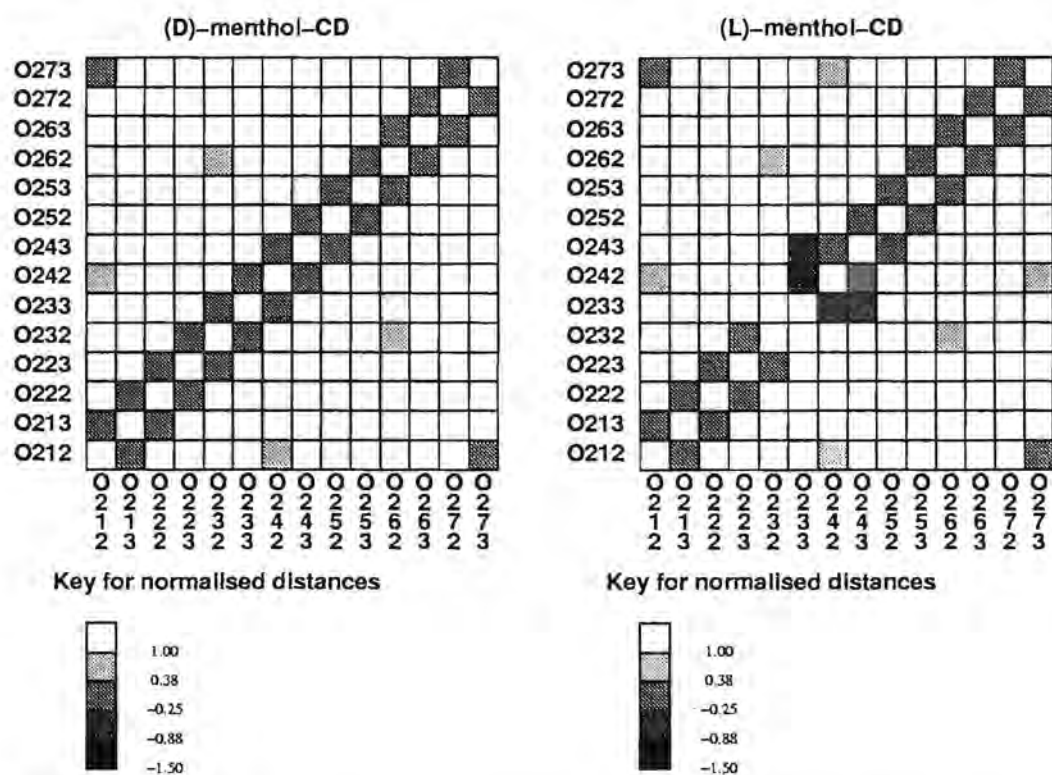 (D)–menthol–CD
O273
O272
O263
O262
O253
O252
O243
O242
O233
O232
O223
O222
O213
O212
O212
O213
O222
O223
O232
O233
O242
O243
O252
O253
O262
O263
O272
O273
Key for normalised distances
1.00
0.38
–0.25
–0.88
–1.50
(L)–menthol–CD
O273
O272
O263
O262
O253
O252
O243
O242
O233
O232
O223
O222
O213
O212
O212
O213
O222
O223
O232
O233
O242
O243
O252
O253
O262
O263
O272
O273
Key for normalised distances
1.00
0.38
–0.25
–0.88
–1.50